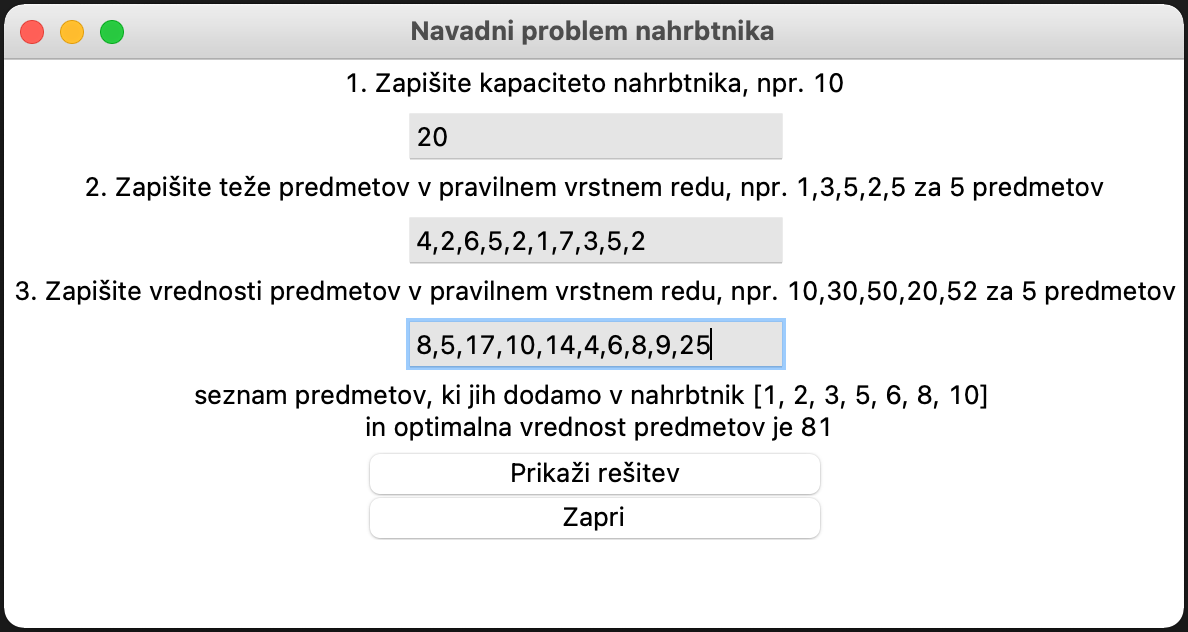 Navadni problem nahrbtnika
1. Zapišite kapaciteto nahrbtnika, npr. 10
20
2. Zapišite teže predmetov v pravilnem vrstnem redu, npr. 1,3,5,2,5 za 5 predmetov
4,2,6,5,2,1,7,3,5,2
3. Zapišite vrednosti predmetov v pravilnem vrstnem redu, npr. 10,30,50,20,52 za 5 predmetov
8,5,17,10,14,4,6,8,9,25
seznam predmetov, ki jih dodamo v nahrbtnik [1, 2, 3, 5, 6, 8, 10]
in optimalna vrednost predmetov je 81
Prikaži rešitev
Zapri